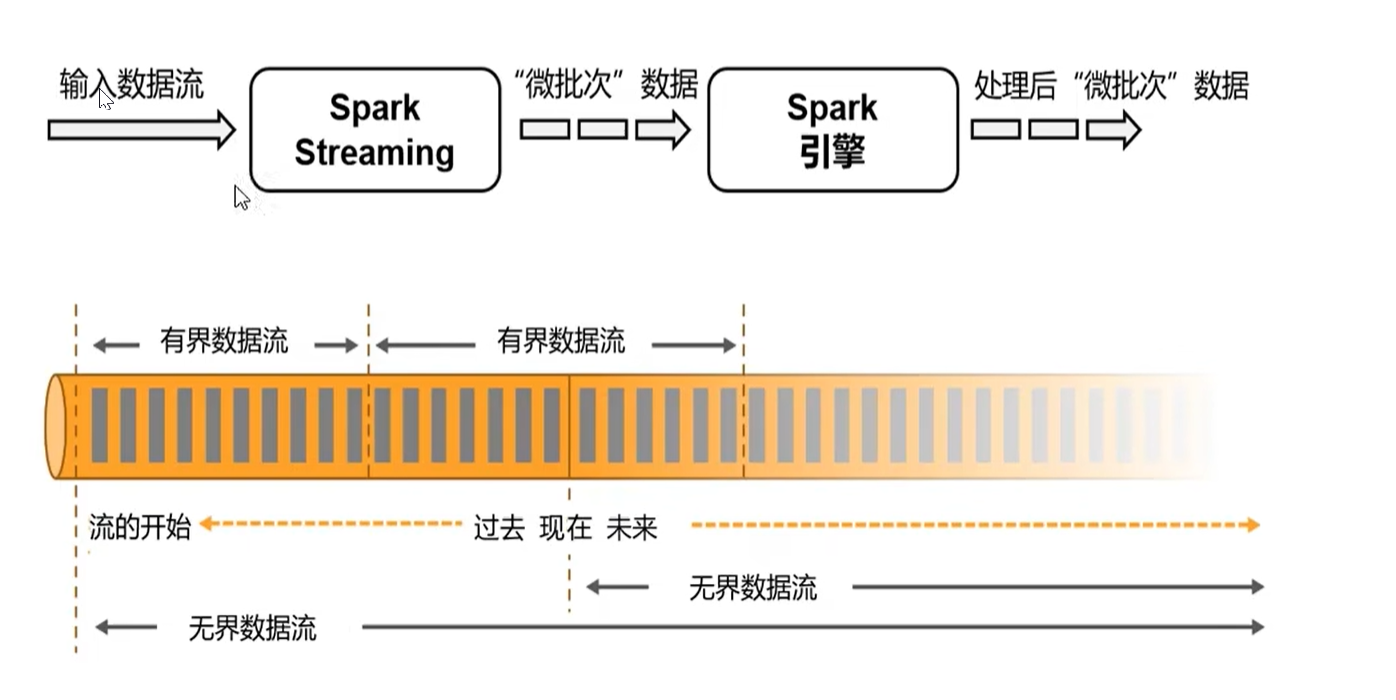 输入数据流
Spark
Streaming
“微批次”数据
Spark
引擎
处理后“微批次”数据
有界数据流
有界数据流
流的开始
过去 现在 未来
无界数据流
无界数据流